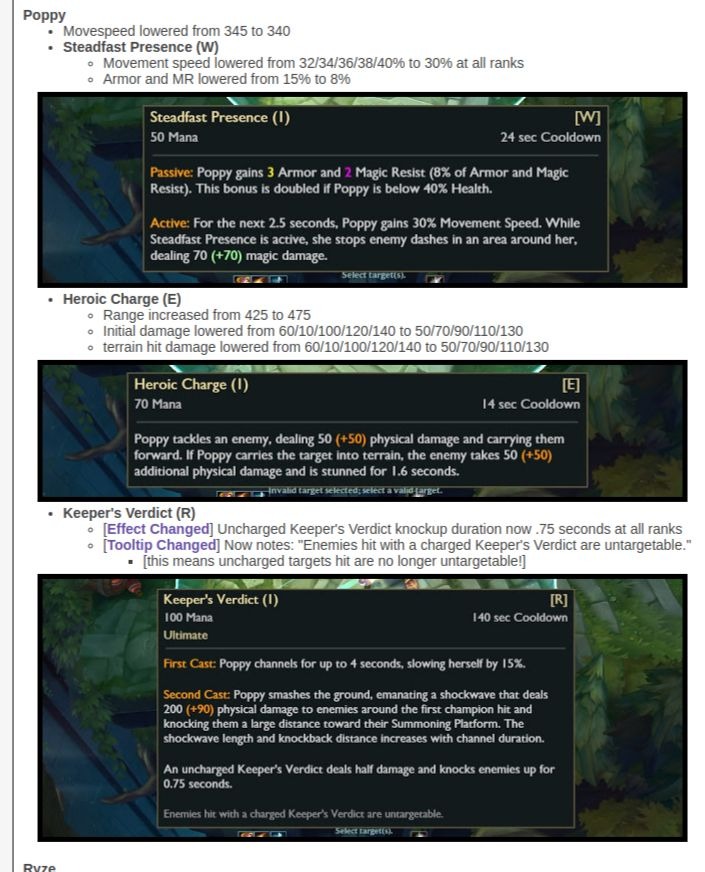 Poppy
• Movespeed lowered from 345 to 340
• Steadfast Presence (W)
◦ Movement speed lowered from 32/34/36/38/40% to 30% at all ranks
◦ Armor and MR lowered from 15% to 8%
Steadfast Presence (1) [W]
50 Mana 24 sec Cooldown
Passive: Poppy gains 3 Armor and 2 Magic Resist (8% of Armor and Magic
Resist). This bonus is doubled if Poppy is below 40% Health.
Active: For the next 2.5 seconds, Poppy gains 30% Movement Speed. While
Steadfast Presence is active, she stops enemy dashes in an area around her,
dealing 70 (+70) magic damage.
Select target(s).
• Heroic Charge (E)
◦ Range increased from 425 to 475
◦ Initial damage lowered from 60/10/100/120/140 to 50/70/90/110/130
◦ terrain hit damage lowered from 60/10/100/120/140 to 50/70/90/110/130
Heroic Charge (1) [E]
70 Mana 14 sec Cooldown
Poppy tackles an enemy, dealing 50 (+50) physical damage and carrying them
forward. If Poppy carries the target into terrain, the enemy takes 50 (+50)
additional physical damage and is stunned for 1.6 seconds.
Invalid target selected; select a valid target.
• Keeper's Verdict (R)
◦ [Effect Changed] Uncharged Keeper's Verdict knockup duration now .75 seconds at all ranks
◦ [Tooltip Changed] Now notes: "Enemies hit with a charged Keeper's Verdict are untargetable."
▪ [this means uncharged targets hit are no longer untargetable!]
Keeper's Verdict (1) [R]
100 Mana 140 sec Cooldown
Ultimate
First Cast: Poppy channels for up to 4 seconds, slowing herself by 15%.
Second Cast: Poppy smashes the ground, emanating a shockwave that deals
200 (+90) physical damage to enemies around the first champion hit and
knocking them a large distance toward their Summoning Platform. The
shockwave length and knockback distance increases with channel duration.
An uncharged Keeper's Verdict deals half damage and knocks enemies up for
0.75 seconds.
Enemies hit with a charged Keeper's Verdict are untargetable.
Select target(s).
Ryze